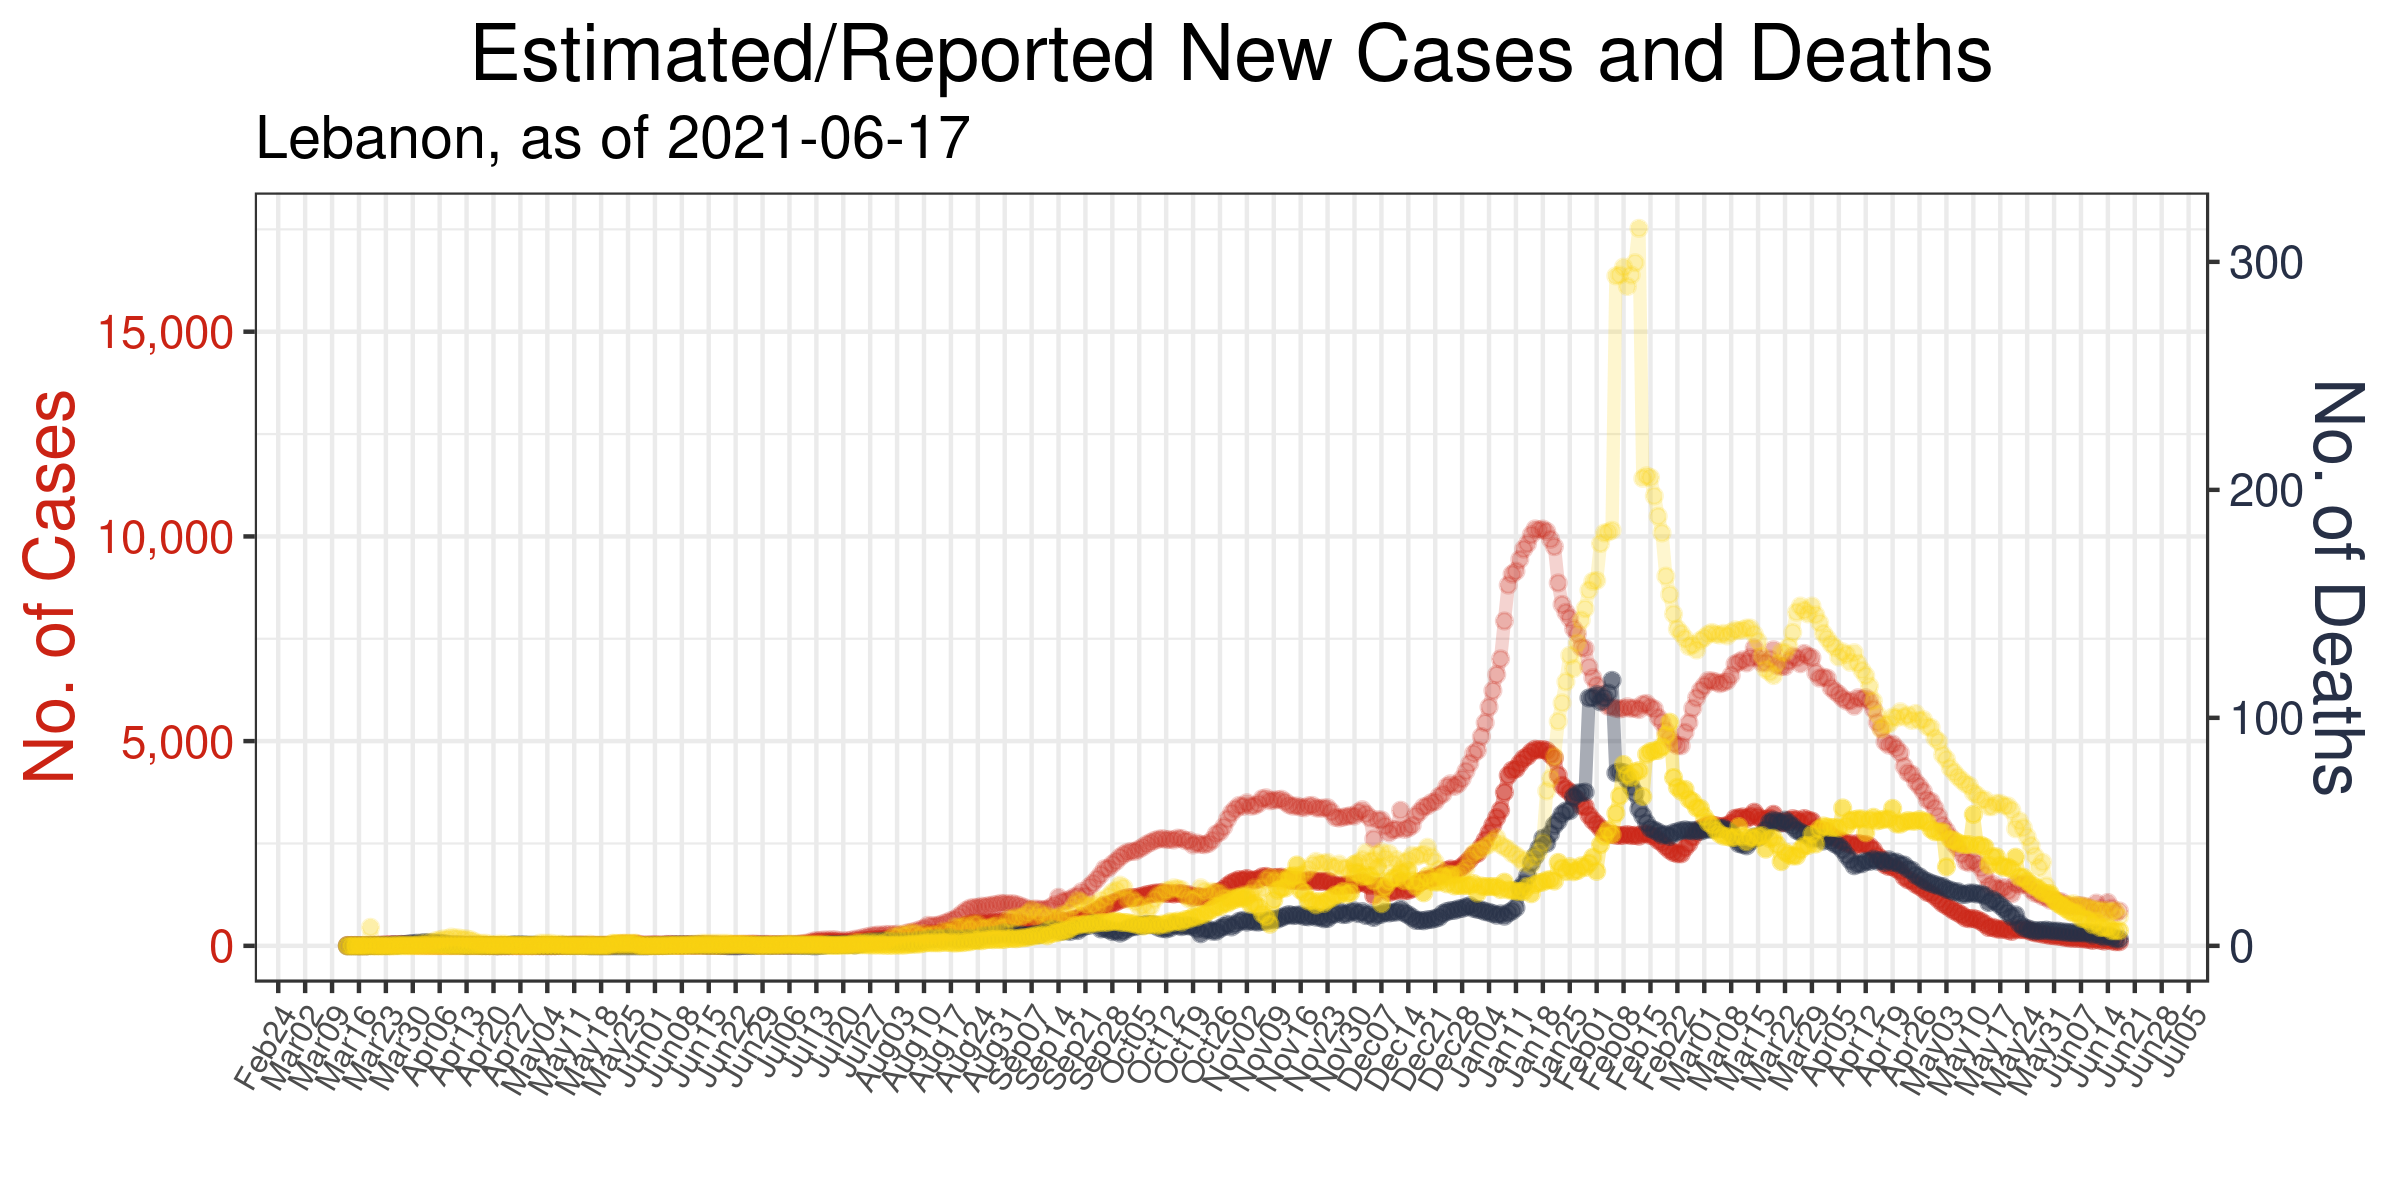 Estimated/Reported New Cases and Deaths
Lebanon, as of 2021-06-17
No. of Cases
15,000
10,000
5,000
0
300
200
100
0
No. of Deaths
Feb24
Mar02
Mar09
Mar16
Mar23
Mar30
Apr06
Apr13
Apr20
Apr27
May04
May11
May18
May25
Jun01
Jun08
Jun15
Jun22
Jun29
Jul06
Jul13
Jul20
Jul27
Aug03
Aug10
Aug17
Aug24
Aug31
Sep07
Sep14
Sep21
Sep28
Oct05
Oct12
Oct19
Oct26
Nov02
Nov09
Nov16
Nov23
Nov30
Dec07
Dec14
Dec21
Dec28
Jan04
Jan11
Jan18
Jan25
Feb01
Feb08
Feb15
Feb22
Mar01
Mar08
Mar15
Mar22
Mar29
Apr05
Apr12
Apr19
Apr26
May03
May10
May17
May24
May31
Jun07
Jun14
Jun21
Jun28
Jul05